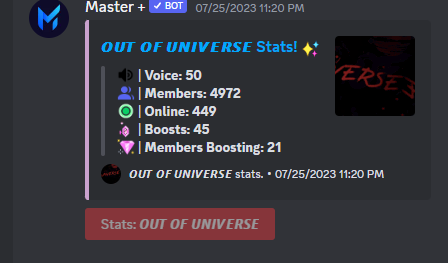 Master + ✓ BOT 07/25/2023 11:20 PM
OUT OF UNIVERSE Stats! ✨
| Voice: 50
| Members: 4972
| Online: 449
| Boosts: 45
| Members Boosting: 21
OUT OF UNIVERSE stats. • 07/25/2023 11:20 PM
Stats: OUT OF UNIVERSE